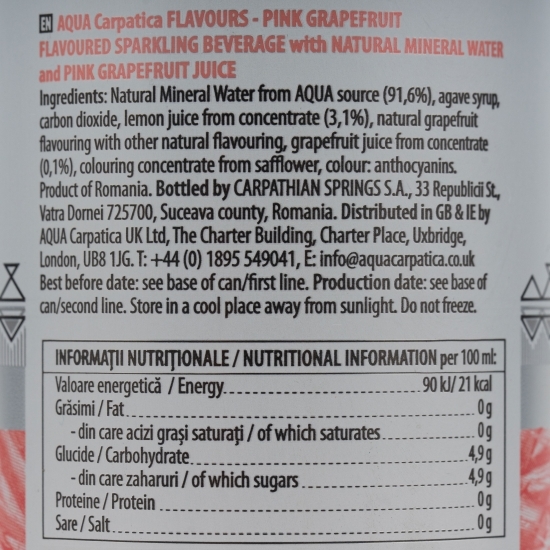 EN AQUA Carpatica FLAVOURS - PINK GRAPEFRUIT
FLAVOURED SPARKLING BEVERAGE with NATURAL MINERAL WATER
and PINK GRAPEFRUIT JUICE
Ingredients: Natural Mineral Water from AQUA source (91,6%), agave syrup,
carbon dioxide, lemon juice from concentrate (3,1%), natural grapefruit
flavouring with other natural flavouring, grapefruit juice from concentrate
(0,1%), colouring concentrate from safflower, colour: anthocyanins.
Product of Romania. Bottled by CARPATHIAN SPRINGS S.A., 33 Republicii St.,
Vatra Dornei 725700, Suceava county, Romania. Distributed in GB & IE by
AQUA Carpatica UK Ltd, The Charter Building, Charter Place, Uxbridge,
London, UB8 1JG. T: +44 (0) 1895 549041, E: info@aquacarpatica.co.uk
Best before date: see base of can/first line. Production date: see base of
can/second line. Store in a cool place away from sunlight. Do not freeze.
INFORMAȚII NUTRIȚIONALE / NUTRITIONAL INFORMATION per 100 ml:
Valoare energetică / Energy 90 kJ/ 21 kcal
Grăsimi / Fat 0 g
- din care acizi grași saturați / of which saturates 0 g
Glucide / Carbohydrate 4,9 g
- din care zaharuri / of which sugars 4,9 g
Proteine / Protein 0 g
Sare / Salt 0 g